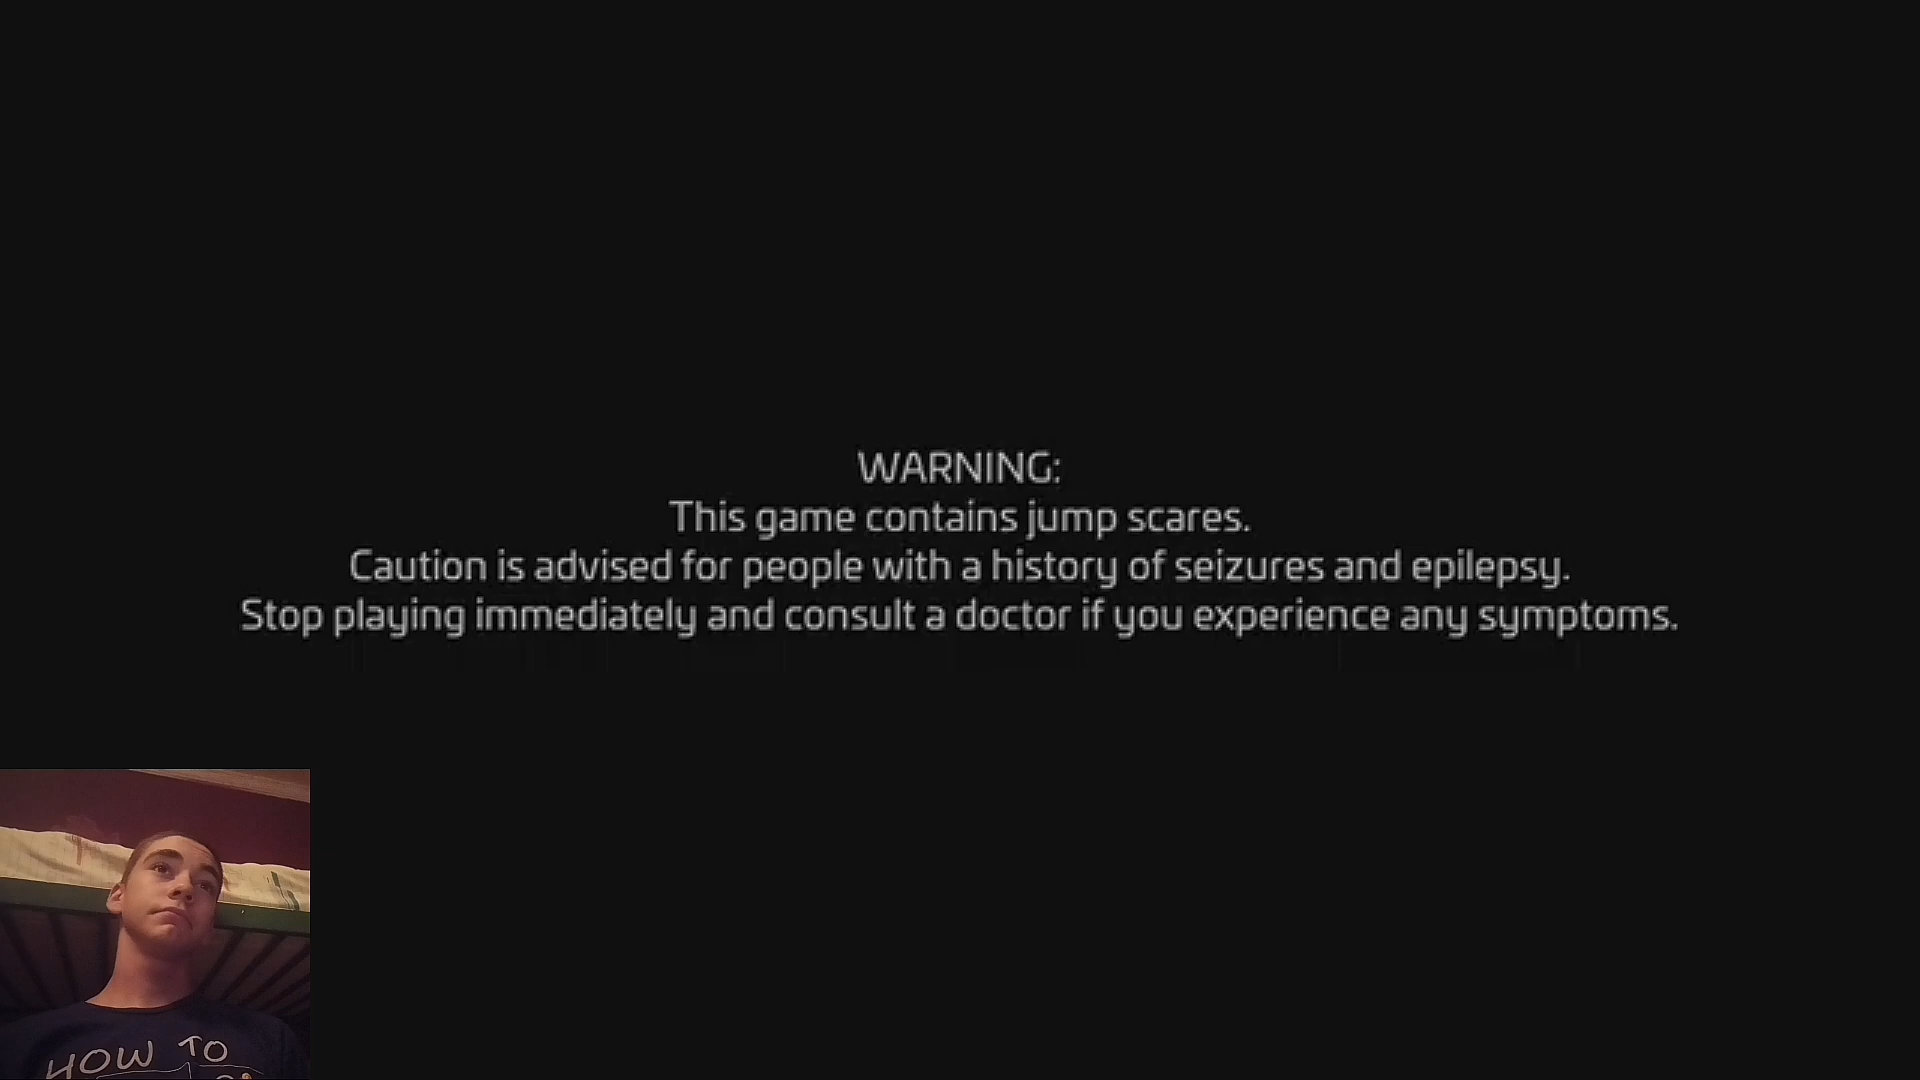 WARNING:
This game contains jump scares.
Caution is advised for people with a history of seizures and epilepsy.
Stop playing immediately and consult a doctor if you experience any symptoms.
HOW TO